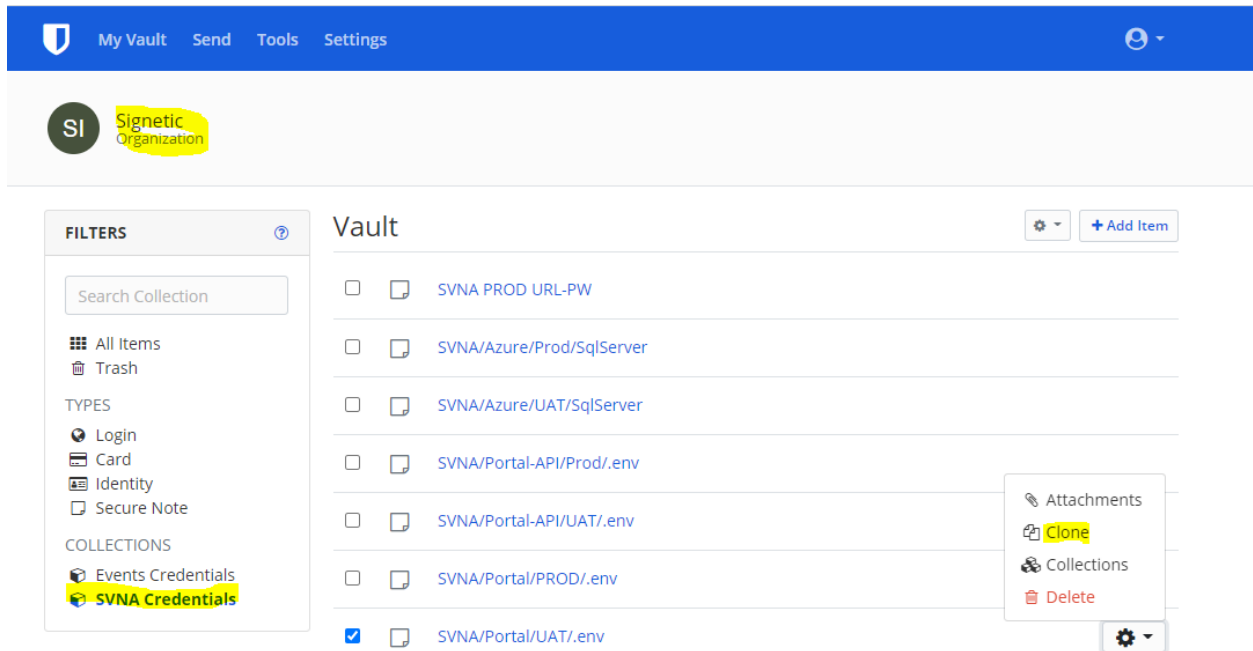 My Vault Send Tools Settings
SI
Signetic
Organization
FILTERS
Search Collection
All Items
Trash
TYPES
Login
Card
Identity
Secure Note
COLLECTIONS
Events Credentials
SVNA Credentials
Vault
+ Add Item
SVNA PROD URL-PW
SVNA/Azure/Prod/SqlServer
SVNA/Azure/UAT/SqlServer
SVNA/Portal-API/Prod/.env
SVNA/Portal-API/UAT/.env
SVNA/Portal/PROD/.env
SVNA/Portal/UAT/.env
Attachments
Clone
Collections
Delete